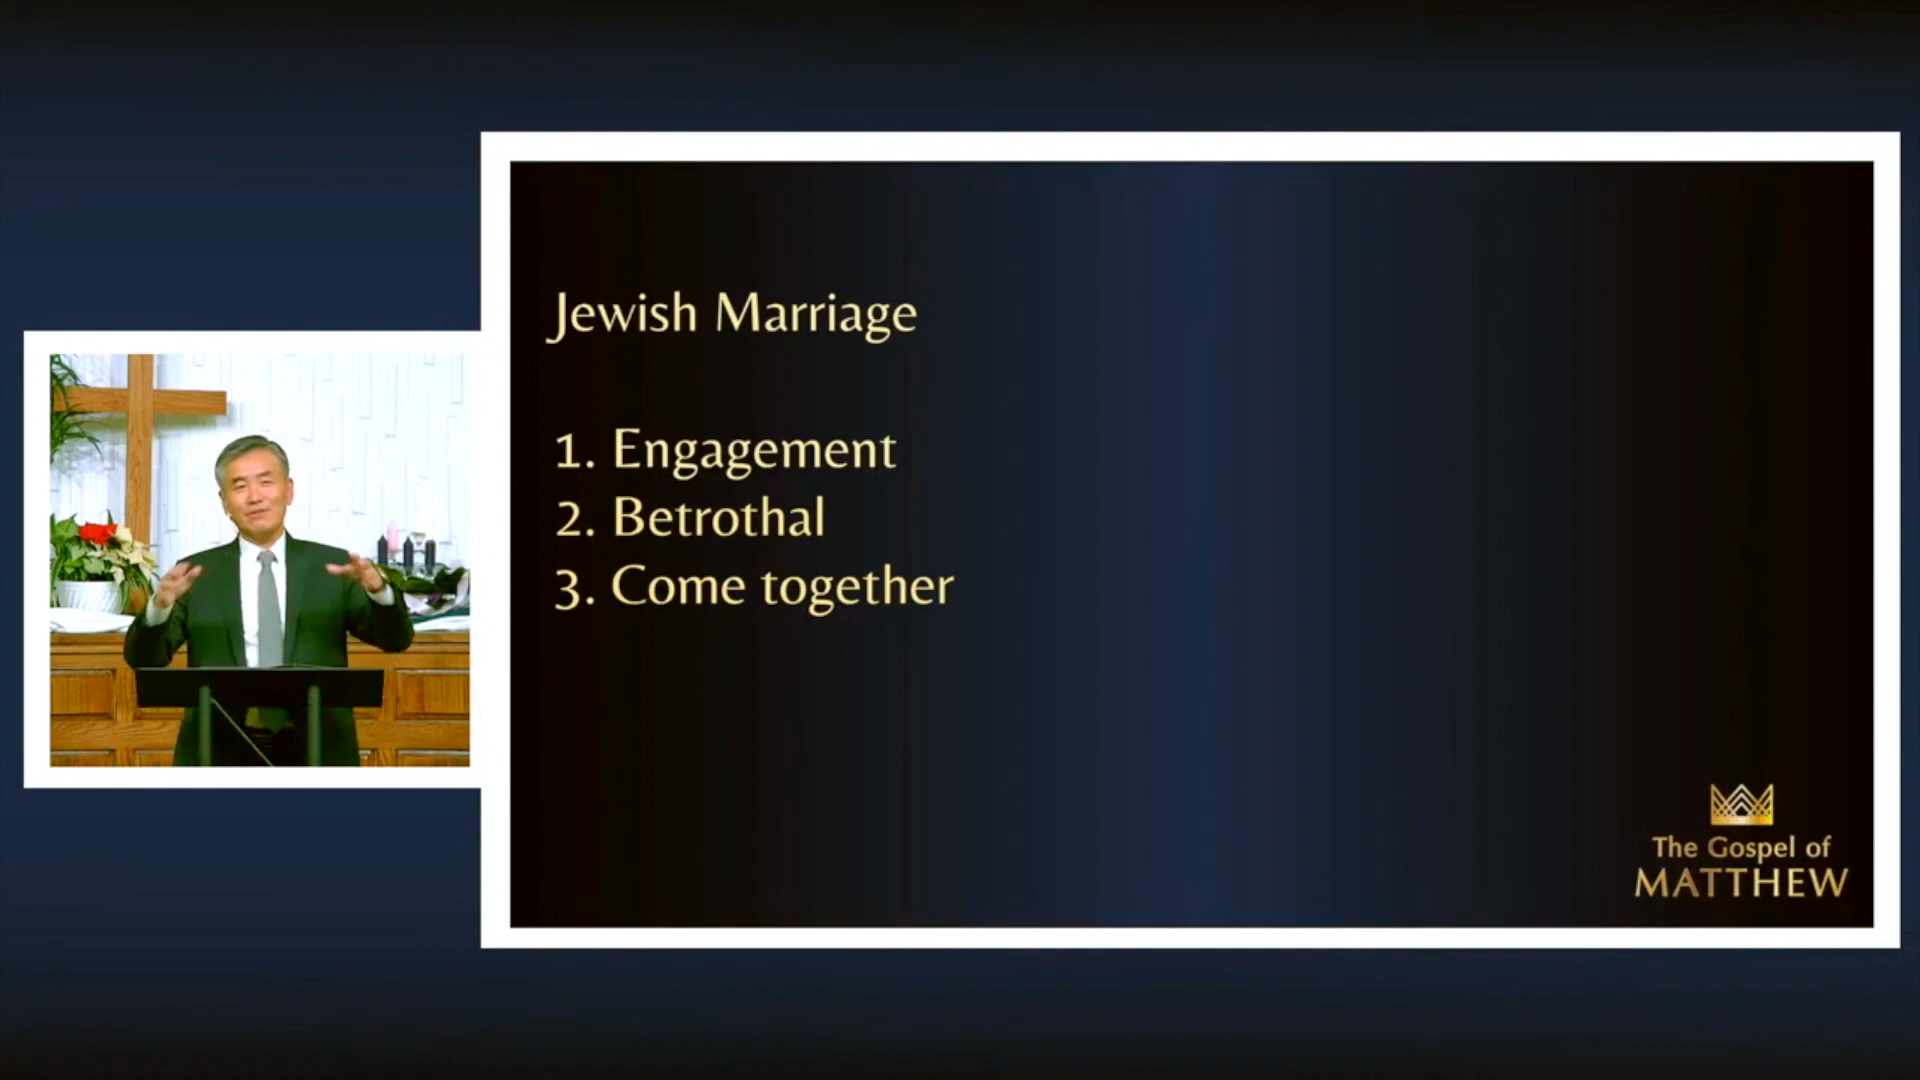 Jewish Marriage
1. Engagement
2. Betrothal
3. Come together
The Gospel of
MATTHEW